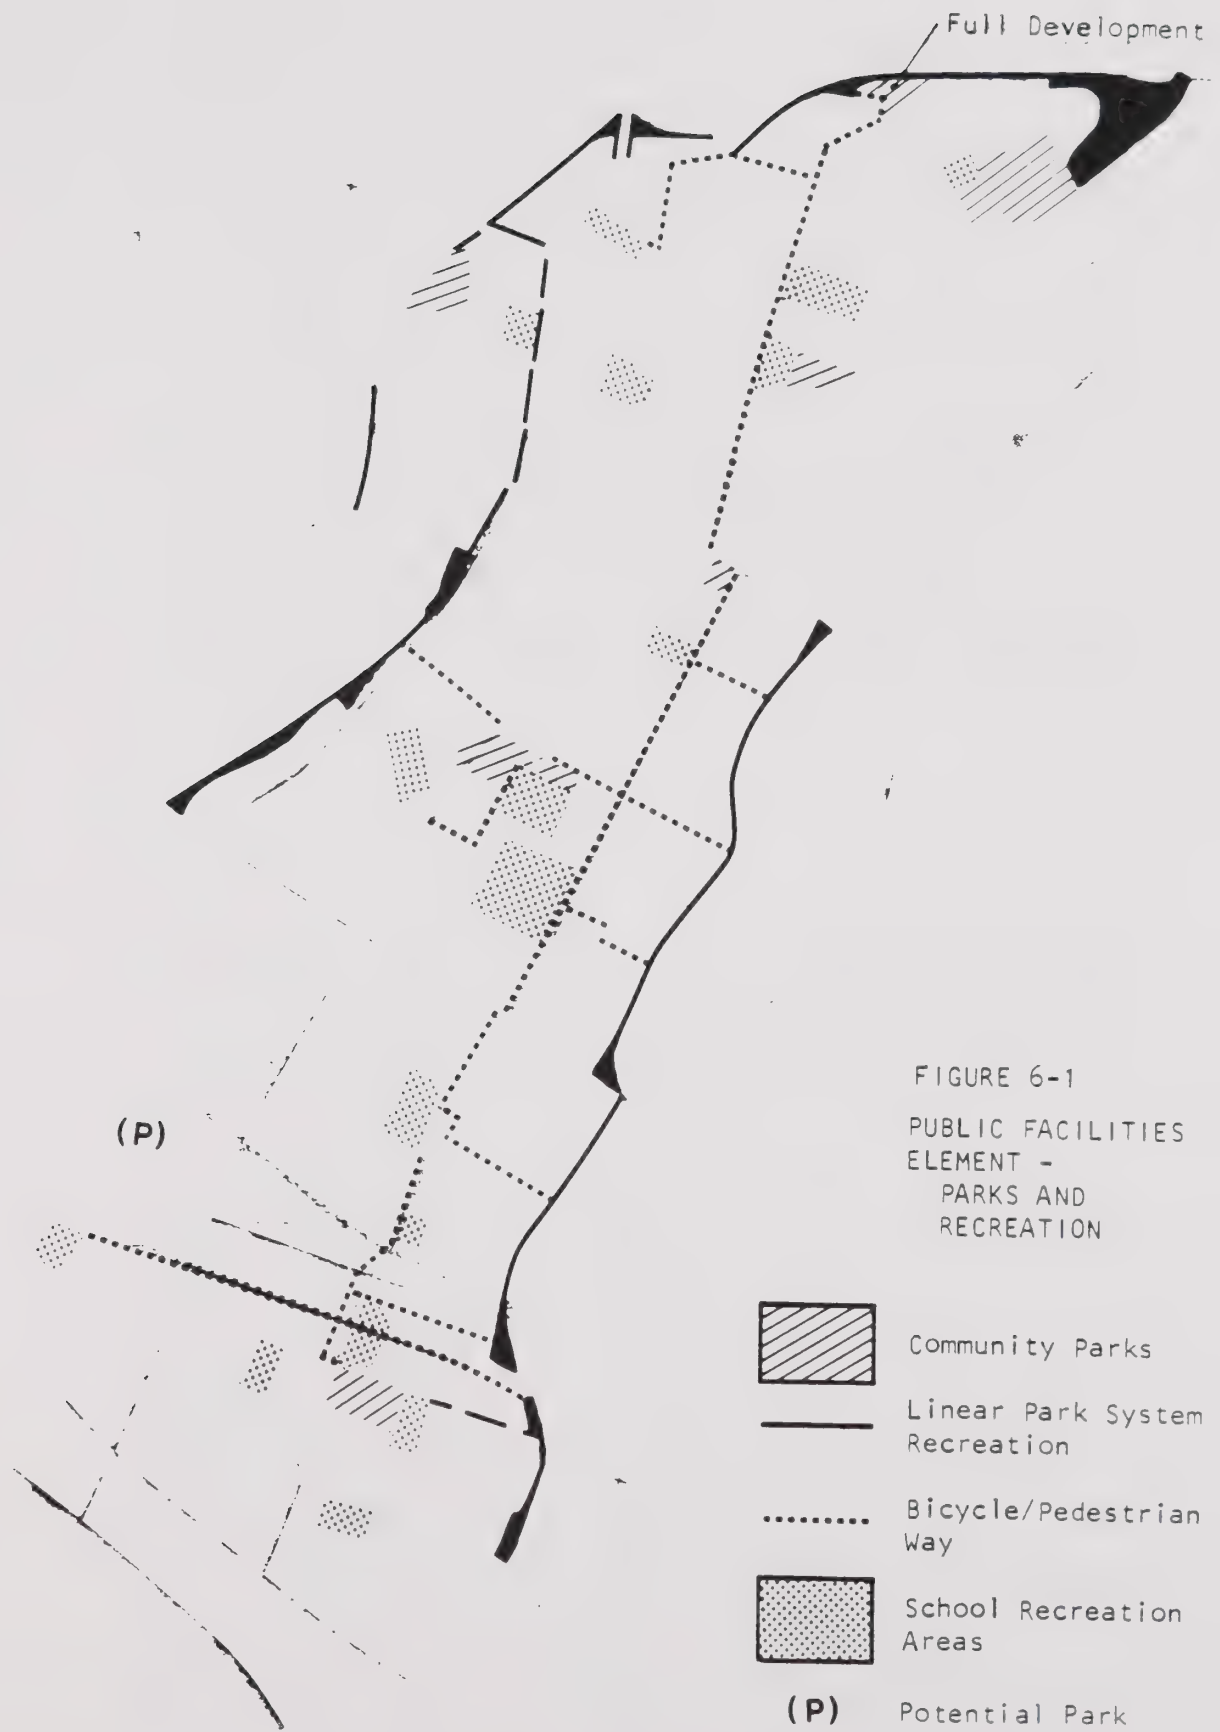 Full Development
(P)
FIGURE 6-1
PUBLIC FACILITIES
ELEMENT -
PARKS AND
RECREATION
Community Parks
Linear Park System
Recreation
Bicycle/Pedestrian
Way
School Recreation
Areas
(P) Potential Park